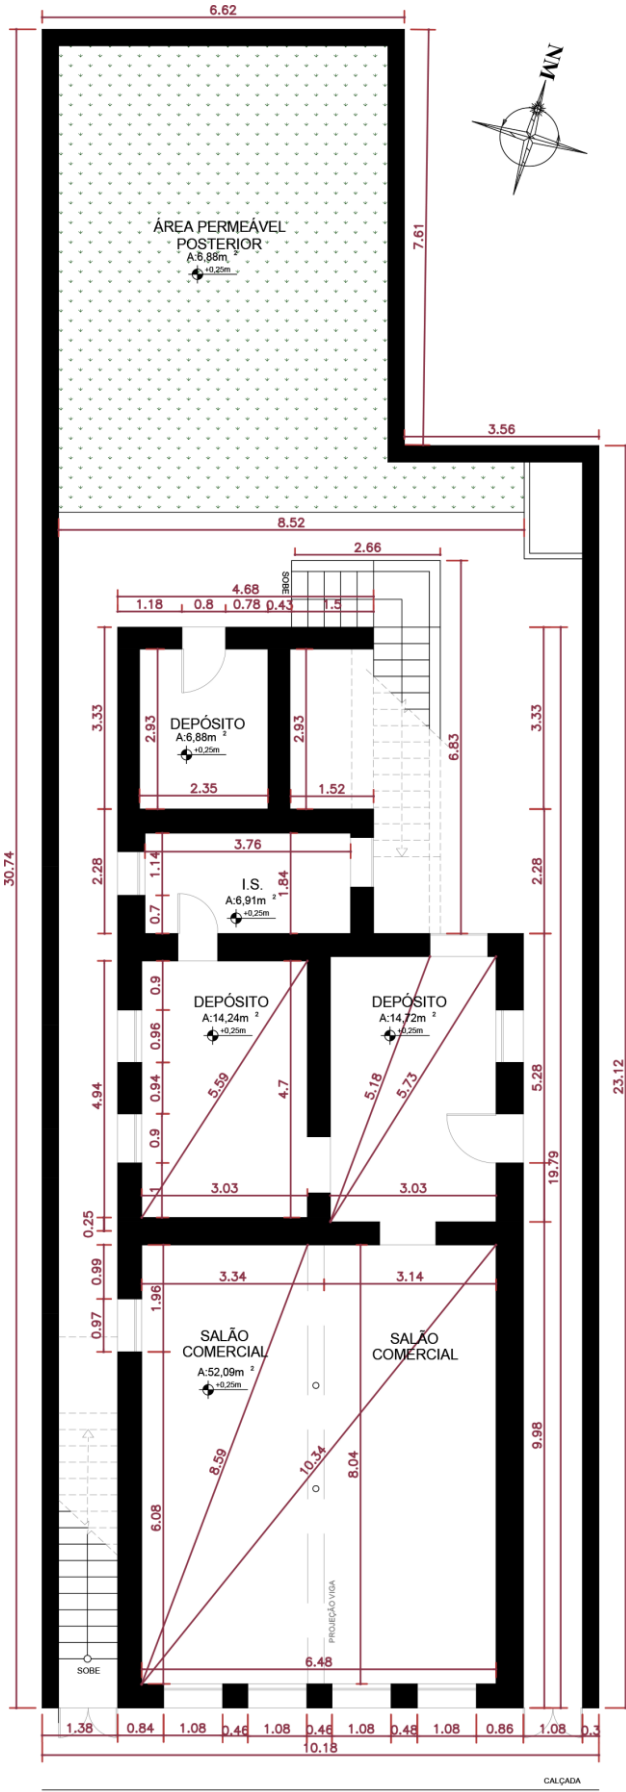 6.62
NM
7.61
ÁREA PERMEÁVEL
POSTERIOR
A:6,88m ²
+0,25m
3.56
8.52
2.66
SOBE
4.68
1.18 0.8 0.78 0.43 1.5
3.33
2.93
DEPÓSITO
A:6,88m ²
+0,25m
2.35
2.93
1.52
6.83
3.33
30.74
2.28
3.76
1.14
0.7
I.S.
A:6,91m ²
+0,25m
1.84
2.28
4.94
0.9
0.96
0.94
0.9
1
DEPÓSITO
A:14,24m ²
+0,25m
5.59
4.7
3.03
DEPÓSITO
A:14,72m ²
+0,25m
5.18
5.73
3.03
5.28
19.79
23.12
0.25
0.99
0.97
1.96
3.34
3.14
SALÃO
COMERCIAL
A:52,09m ²
+0,25m
SALÃO
COMERCIAL
8.59
10.34
8.04
6.08
9.98
PROJEÇÃO VIGA
6.48
SOBE
1.38 0.84 1.08 0.46 1.08 0.46 1.08 0.48 1.08 0.86 1.08 0.3
10.18
CALÇADA